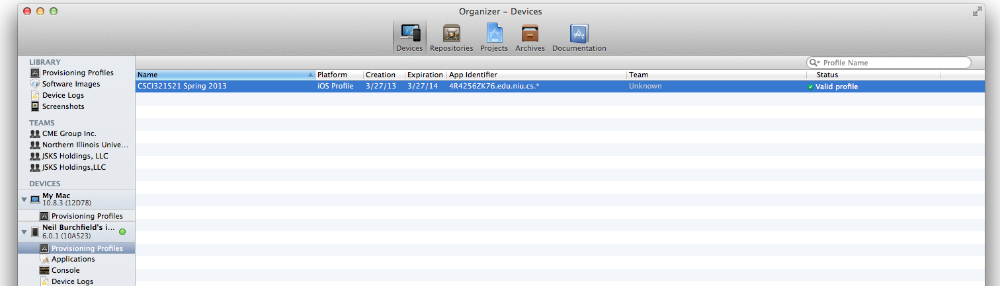 Organizer – Devices
Devices Repositories Projects Archives Documentation
Profile Name
LIBRARY
Provisioning Profiles
Software Images
Device Logs
Screenshots
TEAMS
CME Group Inc.
Northern Illinois Unive...
JSKS Holdings, LLC
JSKS Holdings,LLC
DEVICES
My Mac
10.8.3 (12D78)
Provisioning Profiles
Neil Burchfield's i...
6.0.1 (10A523)
Provisioning Profiles
Applications
Console
Device Logs
Name Platform Creation Expiration App Identifier Team Status
CSCI321521 Spring 2013 iOS Profile 3/27/13 3/27/14 4R4256ZK76.edu.niu.cs.* Unknown Valid profile